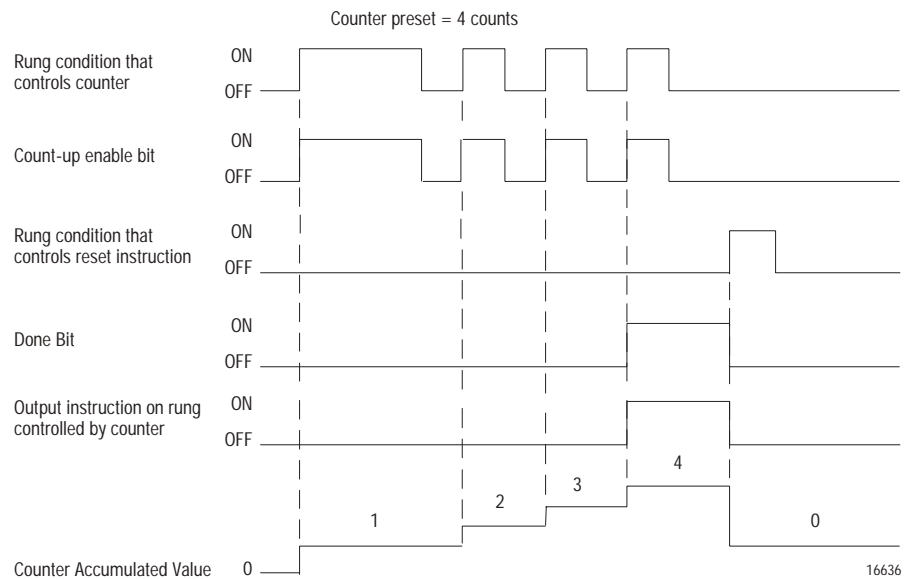 Counter preset = 4 counts
Rung condition that
controls counter
ON
OFF
Count-up enable bit
ON
OFF
Rung condition that
controls reset instruction
ON
OFF
Done Bit
ON
OFF
Output instruction on rung
controlled by counter
ON
OFF
1
2
3
4
0
Counter Accumulated Value
0
16636